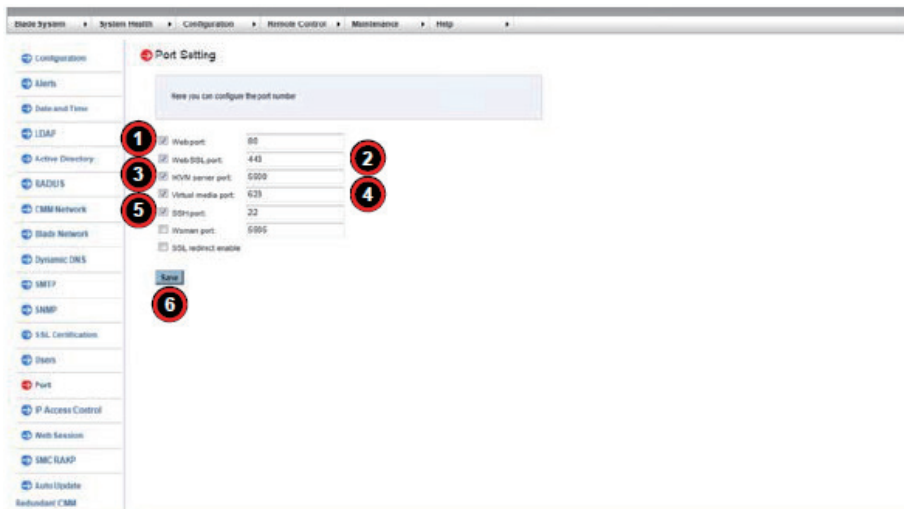 Blade System System Health Configuration Remote Control Maintenance Help
Configuration
Alerts
Date and Time
LDAP
Active Directory
RADIUS
CMM Network
Blade Network
Dynamic DNS
SMTP
SNMP
SSL Certification
Users
Port
IP Access Control
Web Session
SMC RAKP
Auto Update
Redundant CMM
Port Setting
Here you can configure the port number
1 Web port: 80
Web SSL port: 443 2
3 IKVM server port: 5900
Virtual media port: 623 4
5 SSH port: 22
Wsman port: 5985
SSL redirect enable
Save
6